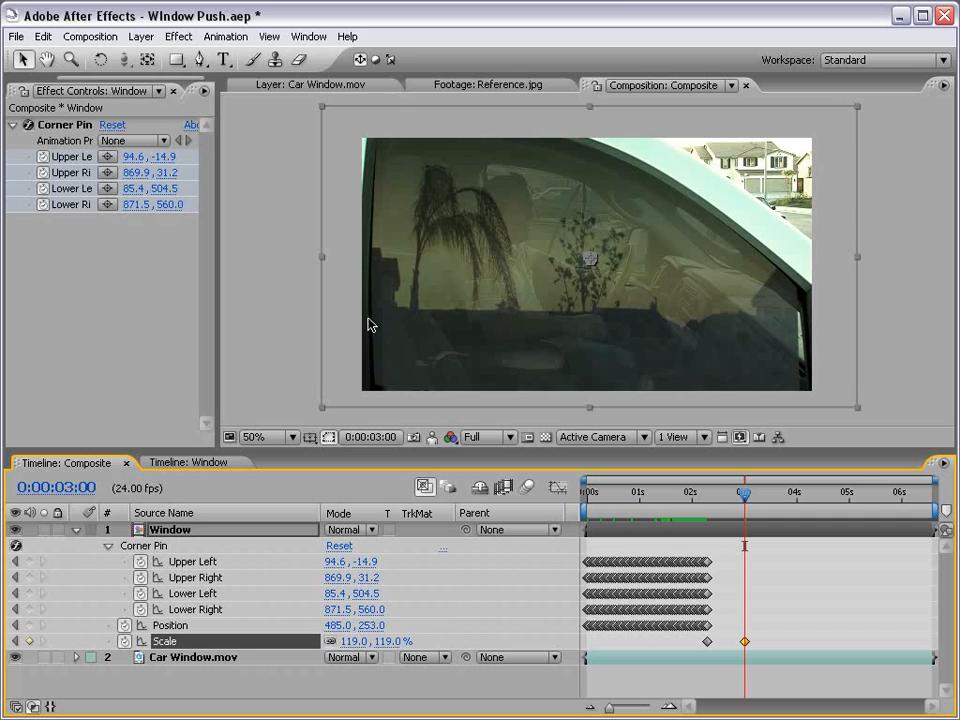 Adobe After Effects - WIndow Push.aep *
File Edit Composition Layer Effect Animation View Window Help
Workspace: Standard
Effect Controls: Window
Layer: Car Window.mov
Footage: Reference.jpg
Composition: Composite
Composite * Window
Corner Pin Reset Abo
Animation Pr None
Upper Le 94.6, -14.9
Upper Ri 869.9, 31.2
Lower Le 85.4, 504.5
Lower Ri 871.5, 560.0
50% 0:00:03:00 Full Active Camera 1 View
Timeline: Composite
Timeline: Window
0:00:03:00 (24.00 fps)
:00s 01s 02s 04s 05s 06s
# Source Name Mode T TrkMat Parent
1 Window Normal None
Corner Pin Reset ...
Upper Left 94.6, -14.9
Upper Right 869.9, 31.2
Lower Left 85.4, 504.5
Lower Right 871.5, 560.0
Position 485.0, 253.0
Scale 119.0, 119.0 %
2 Car Window.mov Normal None None